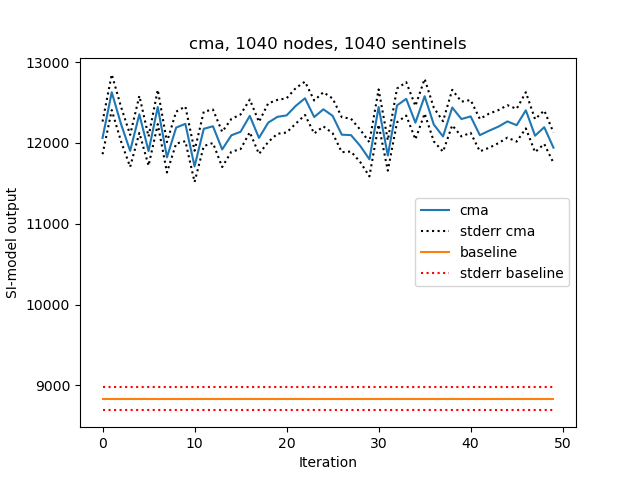 cma, 1040 nodes, 1040 sentinels
13000
12000
11000
10000
9000
SI-model output
cma
stderr cma
baseline
stderr baseline
0 10 20 30 40 50
Iteration